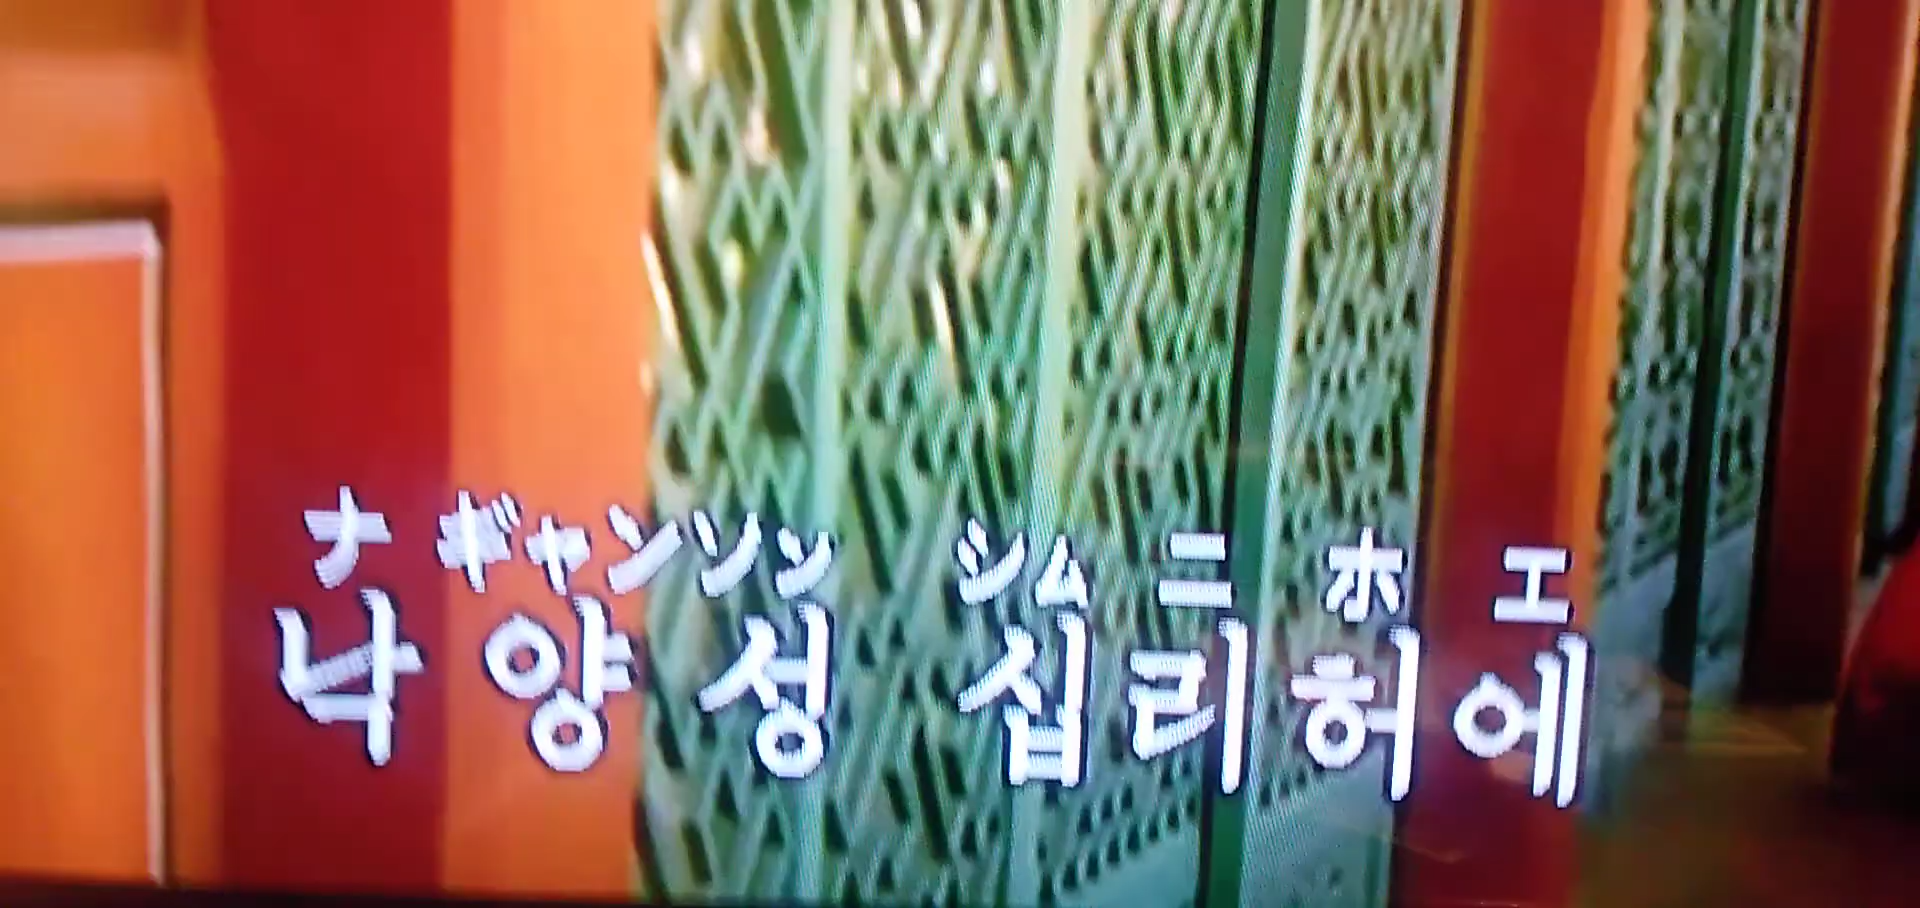 ナ ギャンソン シム ニ ホ エ
낙 양 성 십 리 허 에